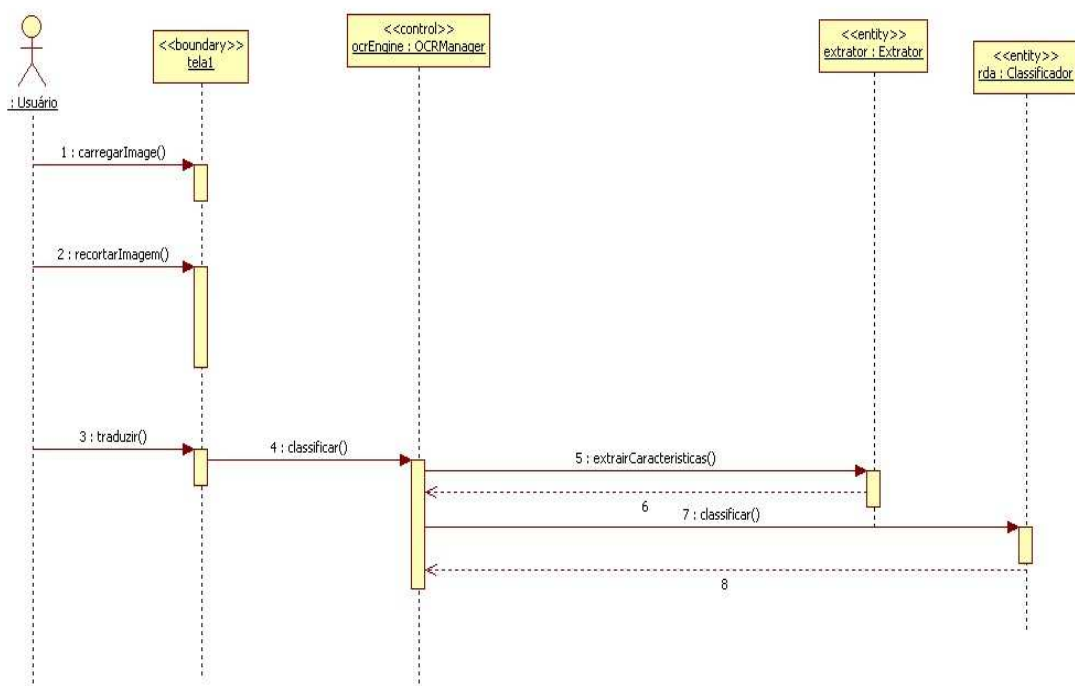 : Usuário
<<boundary>>
tela1
<<control>>
ocrEngine : OCRManager
<<entity>>
extrator : Extrator
<<entity>>
rda : Classificador
1 : carregarImage()
2 : recortarImagem()
3 : traduzir()
4 : classificar()
5 : extrairCaracteristicas()
6
7 : classificar()
8